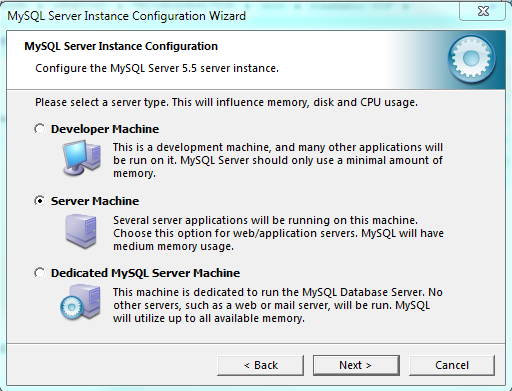 MySQL Server Instance Configuration Wizard
MySQL Server Instance Configuration
Configure the MySQL Server 5.5 server instance.
Please select a server type. This will influence memory, disk and CPU usage.
Developer Machine
This is a development machine, and many other applications will
be run on it. MySQL Server should only use a minimal amount of
memory.
Server Machine
Several server applications will be running on this machine.
Choose this option for web/application servers. MySQL will have
medium memory usage.
Dedicated MySQL Server Machine
This machine is dedicated to run the MySQL Database Server. No
other servers, such as a web or mail server, will be run. MySQL
will utilize up to all available memory.
< Back
Next >
Cancel